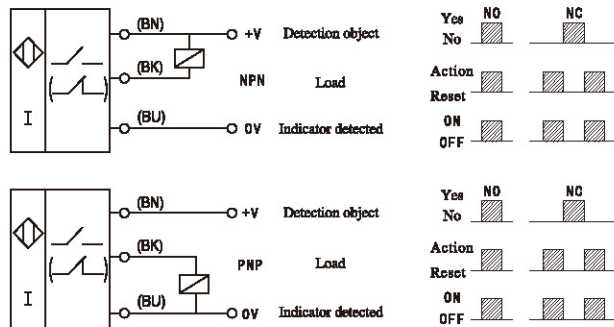 (BN) +V Detection object Yes No NO NC
(BK) NPN Load Action Reset
I (BU) 0V Indicator detected ON OFF
(BN) +V Detection object Yes No NO NC
(BK) PNP Load Action Reset
I (BU) 0V Indicator detected ON OFF